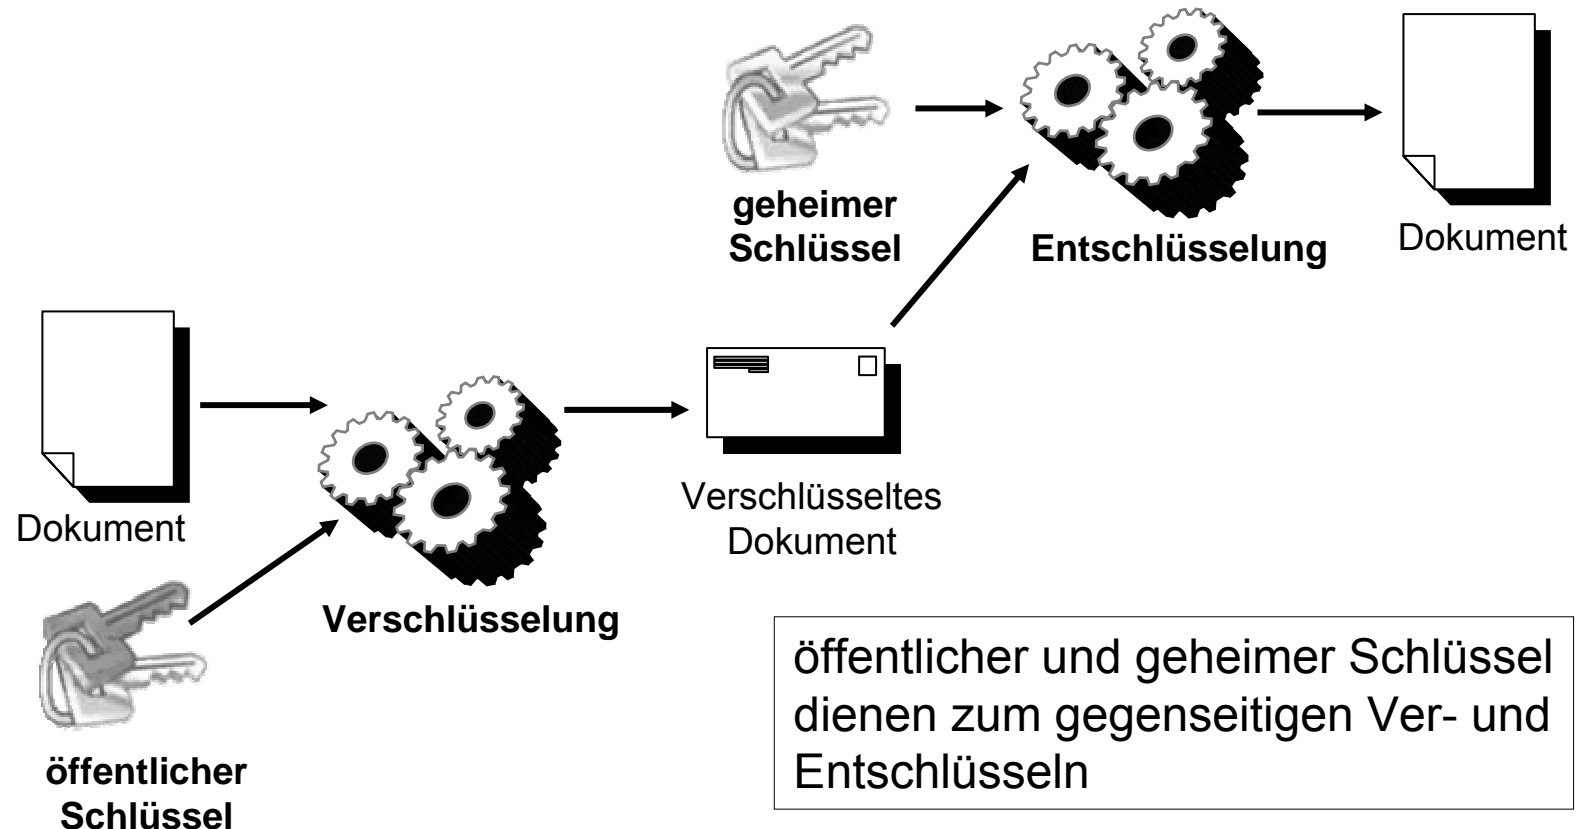 geheimer
Schlüssel
Entschlüsselung
Dokument
Dokument
Verschlüsseltes
Dokument
Verschlüsselung
öffentlicher
Schlüssel
öffentlicher und geheimer Schlüssel
dienen zum gegenseitigen Ver- und
Entschlüsseln